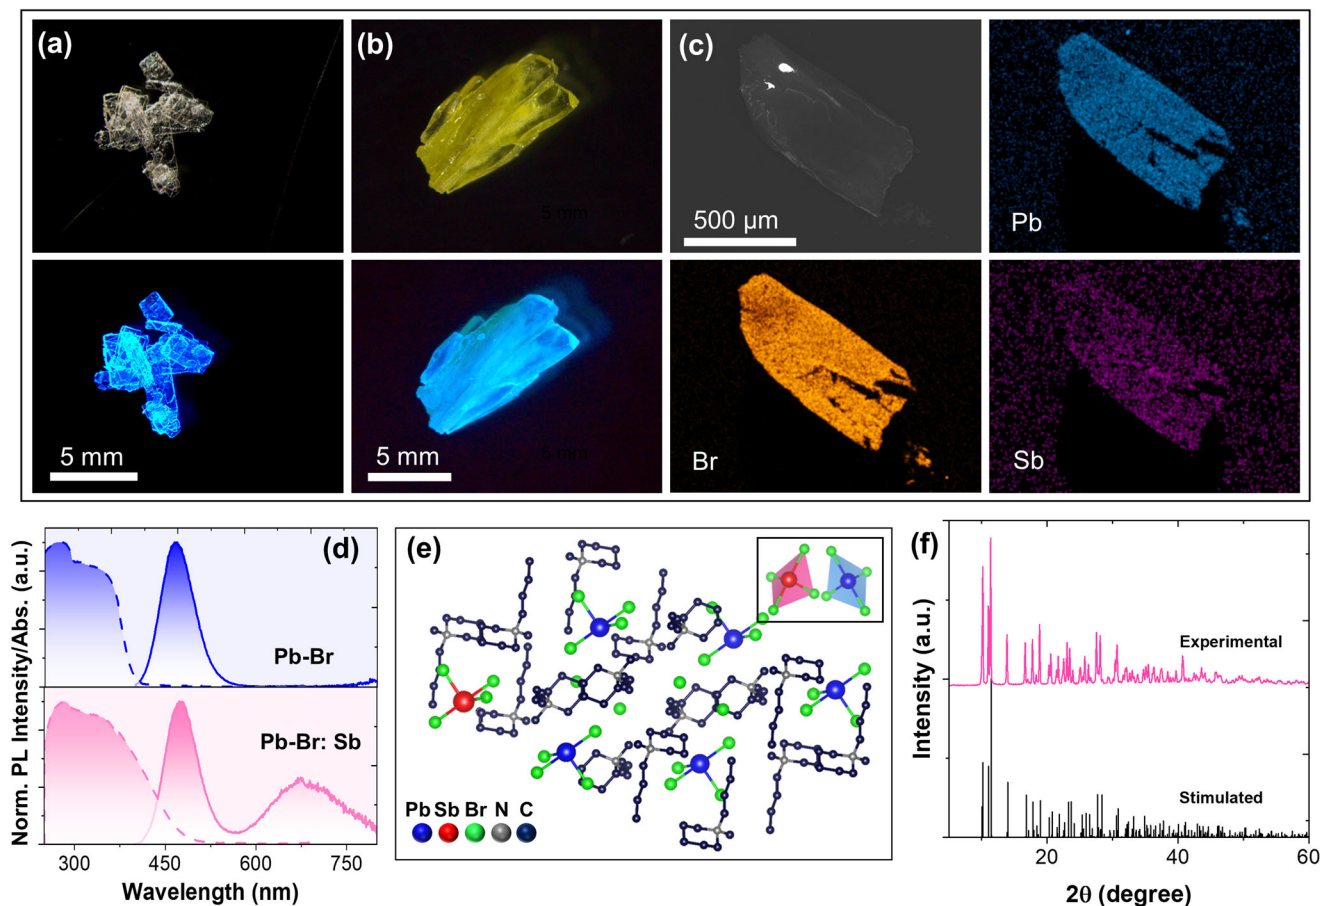 (a)
(b)
(c)
5 mm
500 µm
Pb
5 mm
5 mm
5 mm
Br
Sb
(d)
Norm. PL Intensity/Abs. (a.u.)
Pb-Br
Pb-Br: Sb
300 450 600 750
Wavelength (nm)
(e)
Pb Sb Br N C
(f)
Intensity (a.u.)
Experimental
Stimulated
20 40 60
2θ (degree)